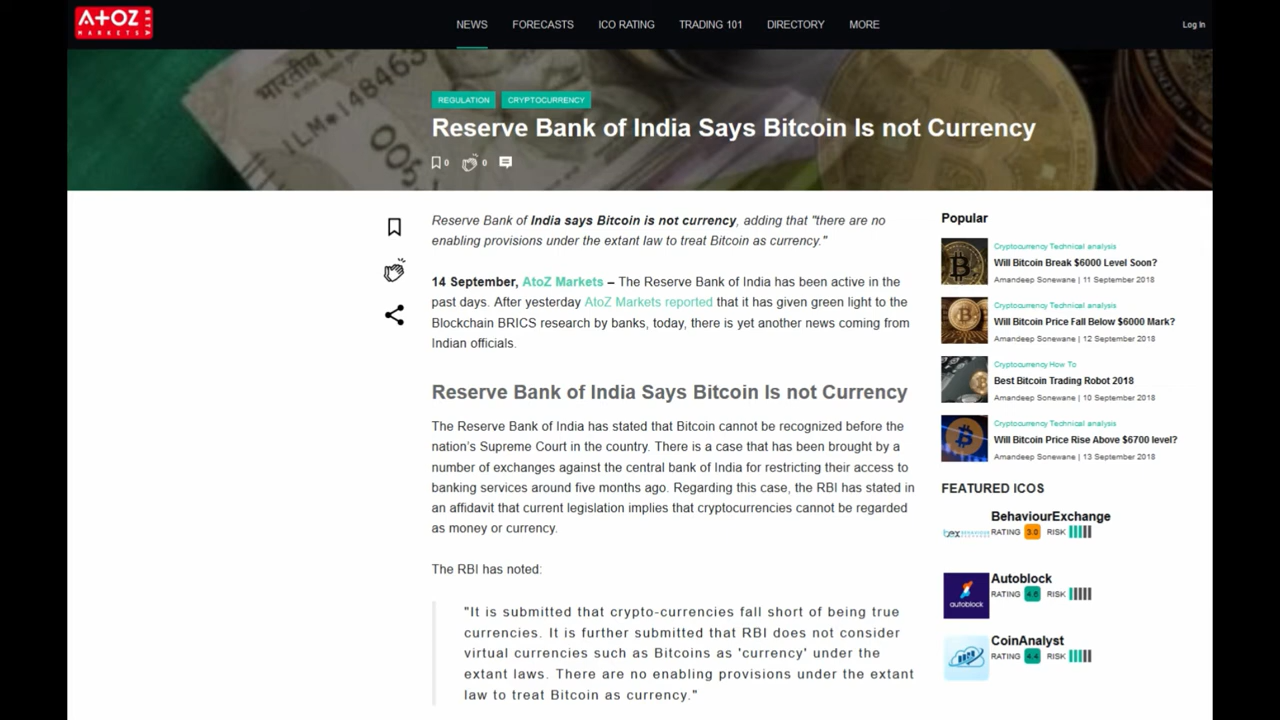 A+OZ
MARKETS
BETA
NEWS
FORECASTS
ICO RATING
TRADING 101
DIRECTORY
MORE
Log In
भारतीय रि
1LM 148463
500
REGULATION
CRYPTOCURRENCY
Reserve Bank of India Says Bitcoin Is not Currency
0
0
Reserve Bank of India says Bitcoin is not currency, adding that "there are no
enabling provisions under the extant law to treat Bitcoin as currency."
14 September, AtoZ Markets – The Reserve Bank of India has been active in the
past days. After yesterday AtoZ Markets reported that it has given green light to the
Blockchain BRICS research by banks, today, there is yet another news coming from
Indian officials.
Reserve Bank of India Says Bitcoin Is not Currency
The Reserve Bank of India has stated that Bitcoin cannot be recognized before the
nation’s Supreme Court in the country. There is a case that has been brought by a
number of exchanges against the central bank of India for restricting their access to
banking services around five months ago. Regarding this case, the RBI has stated in
an affidavit that current legislation implies that cryptocurrencies cannot be regarded
as money or currency.
The RBI has noted:
"It is submitted that crypto-currencies fall short of being true
currencies. It is further submitted that RBI does not consider
virtual currencies such as Bitcoins as 'currency' under the
extant laws. There are no enabling provisions under the extant
law to treat Bitcoin as currency."
Popular
Cryptocurrency Technical analysis
Will Bitcoin Break $6000 Level Soon?
Amandeep Sonewane | 11 September 2018
Cryptocurrency Technical analysis
Will Bitcoin Price Fall Below $6000 Mark?
Amandeep Sonewane | 12 September 2018
Cryptocurrency How To
Best Bitcoin Trading Robot 2018
Amandeep Sonewane | 10 September 2018
Cryptocurrency Technical analysis
Will Bitcoin Price Rise Above $6700 level?
Amandeep Sonewane | 13 September 2018
FEATURED ICOS
BehaviourExchange
bex
RATING 3.0 RISK
Autoblock
autoblock
RATING 4.6 RISK
CoinAnalyst
RATING 4.4 RISK